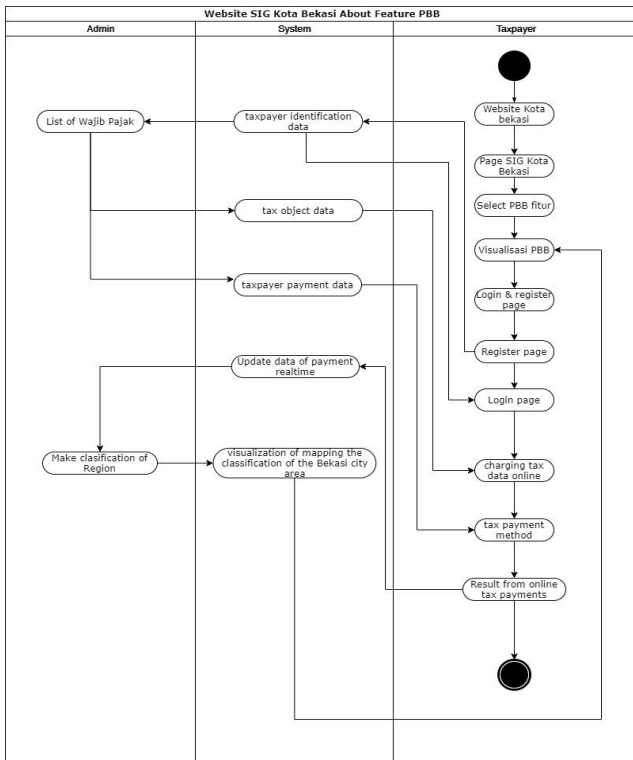 Website SIG Kota Bekasi About Feature PBB
Admin
System
Taxpayer
Website Kota
bekasi
List of Wajib Pajak
taxpayer identification
data
Page SIG Kota
Bekasi
Select PBB fitur
tax object data
Visualisasi PBB
taxpayer payment data
Login & register
page
Register page
Update data of payment
realtime
Login page
Make clasification of
Region
visualization of mapping the
classification of the Bekasi city
area
charging tax
data online
tax payment
method
Result from online
tax payments